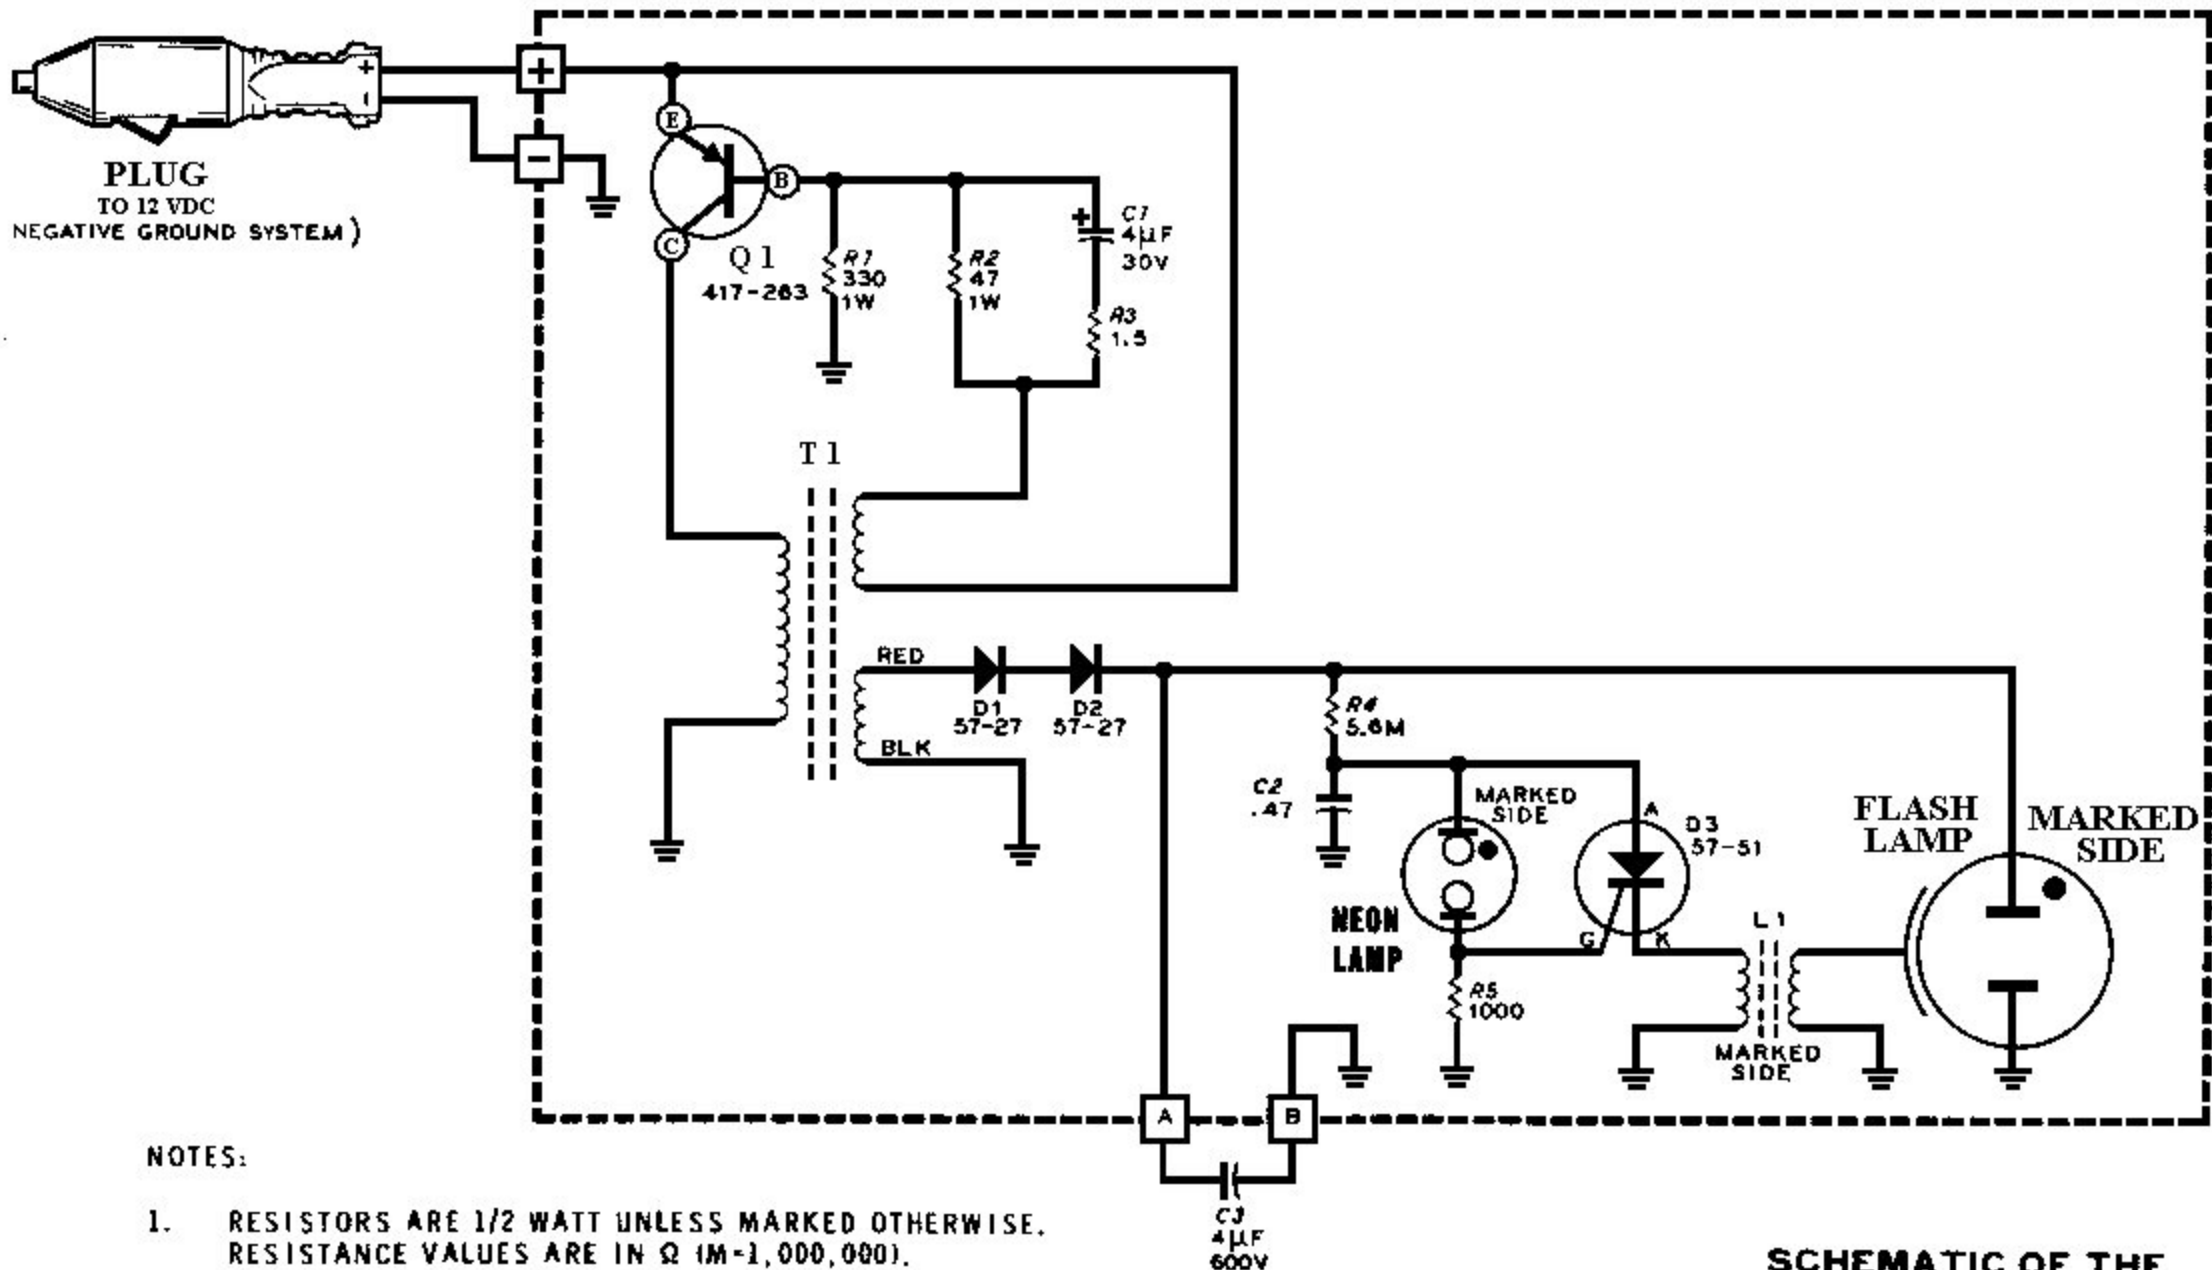 +
-
+
−
PLUG
TO 12 VDC
NEGATIVE GROUND SYSTEM)
E
B
C
Q1
417-263
R1
330
1W
R2
47
1W
+
C1
4µF
30V
R3
1.5
T1
RED
BLK
D1
57-27
D2
57-27
R4
5.6M
C2
.47
MARKED
SIDE
NEON
LAMP
A
D3
57-51
G
K
R5
1000
L1
MARKED
SIDE
FLASH
LAMP
MARKED
SIDE
A
B
C3
4µF
600V
NOTES:
1. RESISTORS ARE 1/2 WATT UNLESS MARKED OTHERWISE.
RESISTANCE VALUES ARE IN Ω (M=1,000,000).
SCHEMATIC OF THE